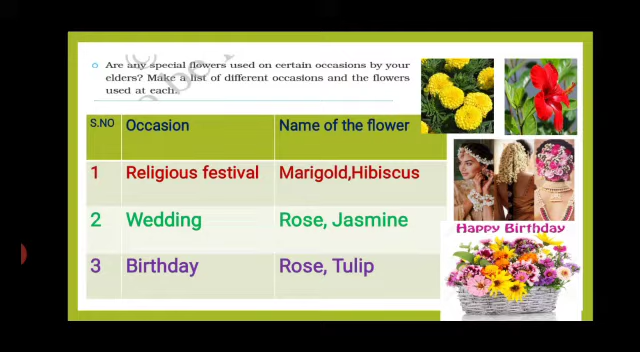 Are any special flowers used on certain occasions by your
elders? Make a list of different occasions and the flowers
used at each.
S.NO Occasion Name of the flower
1 Religious festival Marigold,Hibiscus
2 Wedding Rose, Jasmine
3 Birthday Rose, Tulip
Happy Birthday